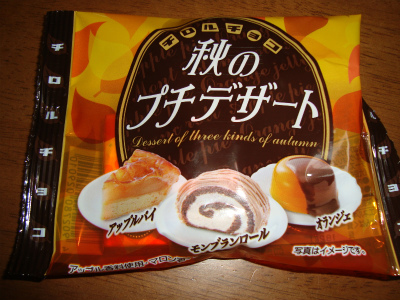 チロルチョコ
秋の
プチデザート
Dessert of three kinds of autumn
アップルパイ
モンブランロール
オランジェ
写真はイメージです。
チロルチョコ
チロルチョコ